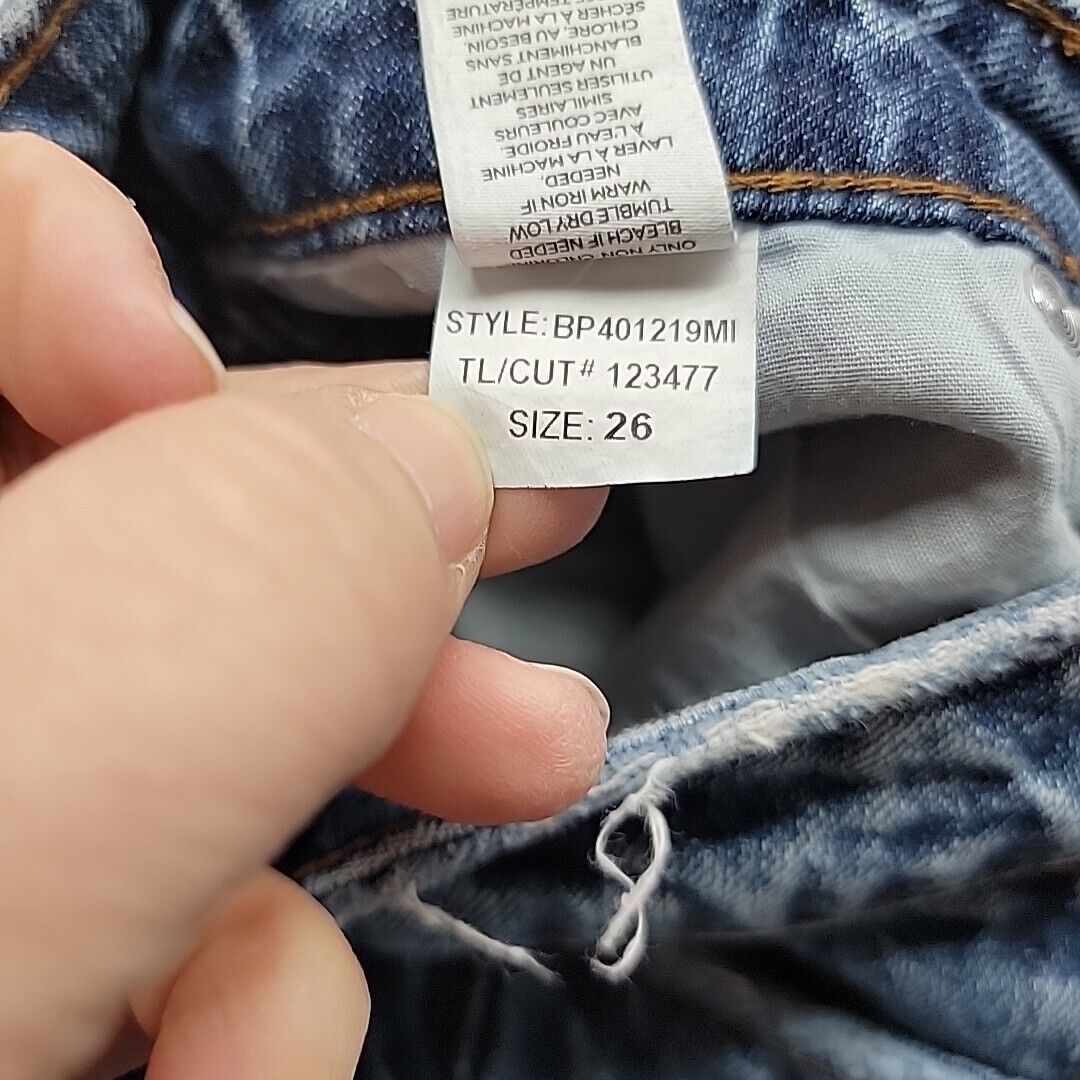 ONLY NON-CHLORINE
BLEACH IF NEEDED
TUMBLE DRY LOW
WARM IRON IF
NEEDED
LAVER À LA MACHINE
À L'EAU FROIDE
AVEC COULEURS
SIMILAIRES
UTILISER SEULEMENT
UN AGENT DE
BLANCHIMENT SANS
CHLORE, AU BESOIN.
SÉCHER À LA MACHINE
TEMPÉRATURE
STYLE: BP401219MI
TL/CUT# 123477
SIZE: 26